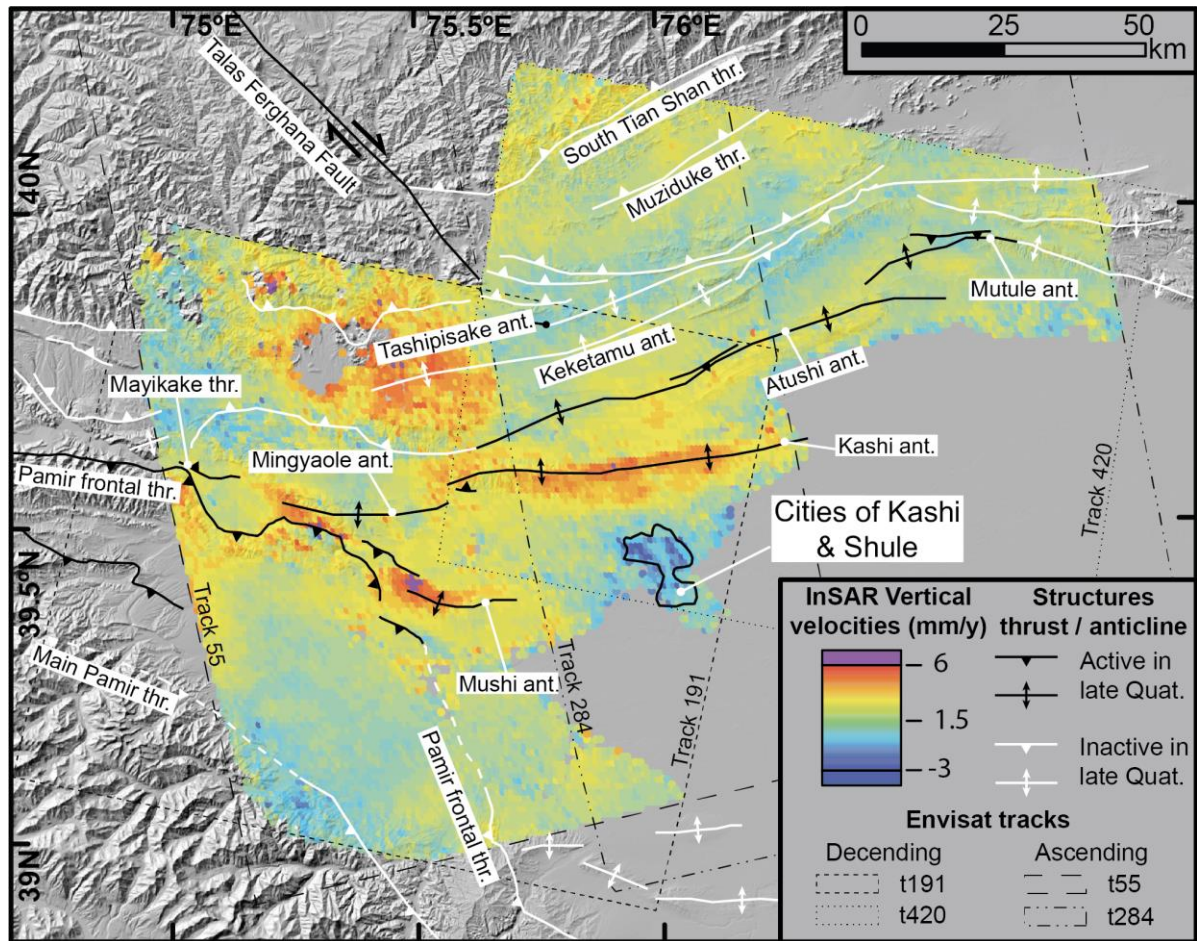 75°E
75.5°E
76°E
0
25
50
km
Talas Ferghana Fault
South Tian Shan thr.
Muziduke thr.
40N
Mutule ant.
Tashipisake ant.
Keketamu ant.
Atushi ant.
Mayikake thr.
Mingyaole ant.
Kashi ant.
Pamir frontal thr.
Track 420
Cities of Kashi
& Shule
39.5°N
Track 55
Main Pamir thr.
Mushi ant.
Track 284
Track 191
Pamir frontal thr.
39N
InSAR Vertical
velocities (mm/y)
6
1.5
-3
Structures
thrust / anticline
Active in
late Quat.
Inactive in
late Quat.
Envisat tracks
Decending
Ascending
t191
t55
t420
t284